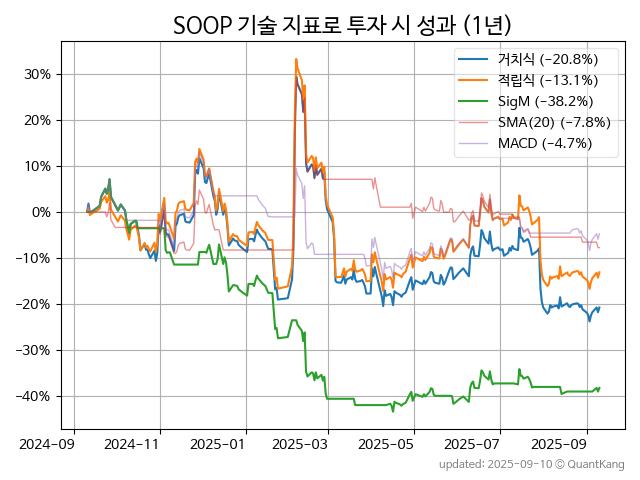 SOOP 기술 지표로 투자 시 성과 (1년)
거치식 (−20.8%)
적립식 (−13.1%)
SigM (−38.2%)
SMA(20) (−7.8%)
MACD (−4.7%)
30%
20%
10%
0%
−10%
−20%
−30%
−40%
2024-09 2024-11 2025-01 2025-03 2025-05 2025-07 2025-09
updated: 2025-09-10 © QuantKang